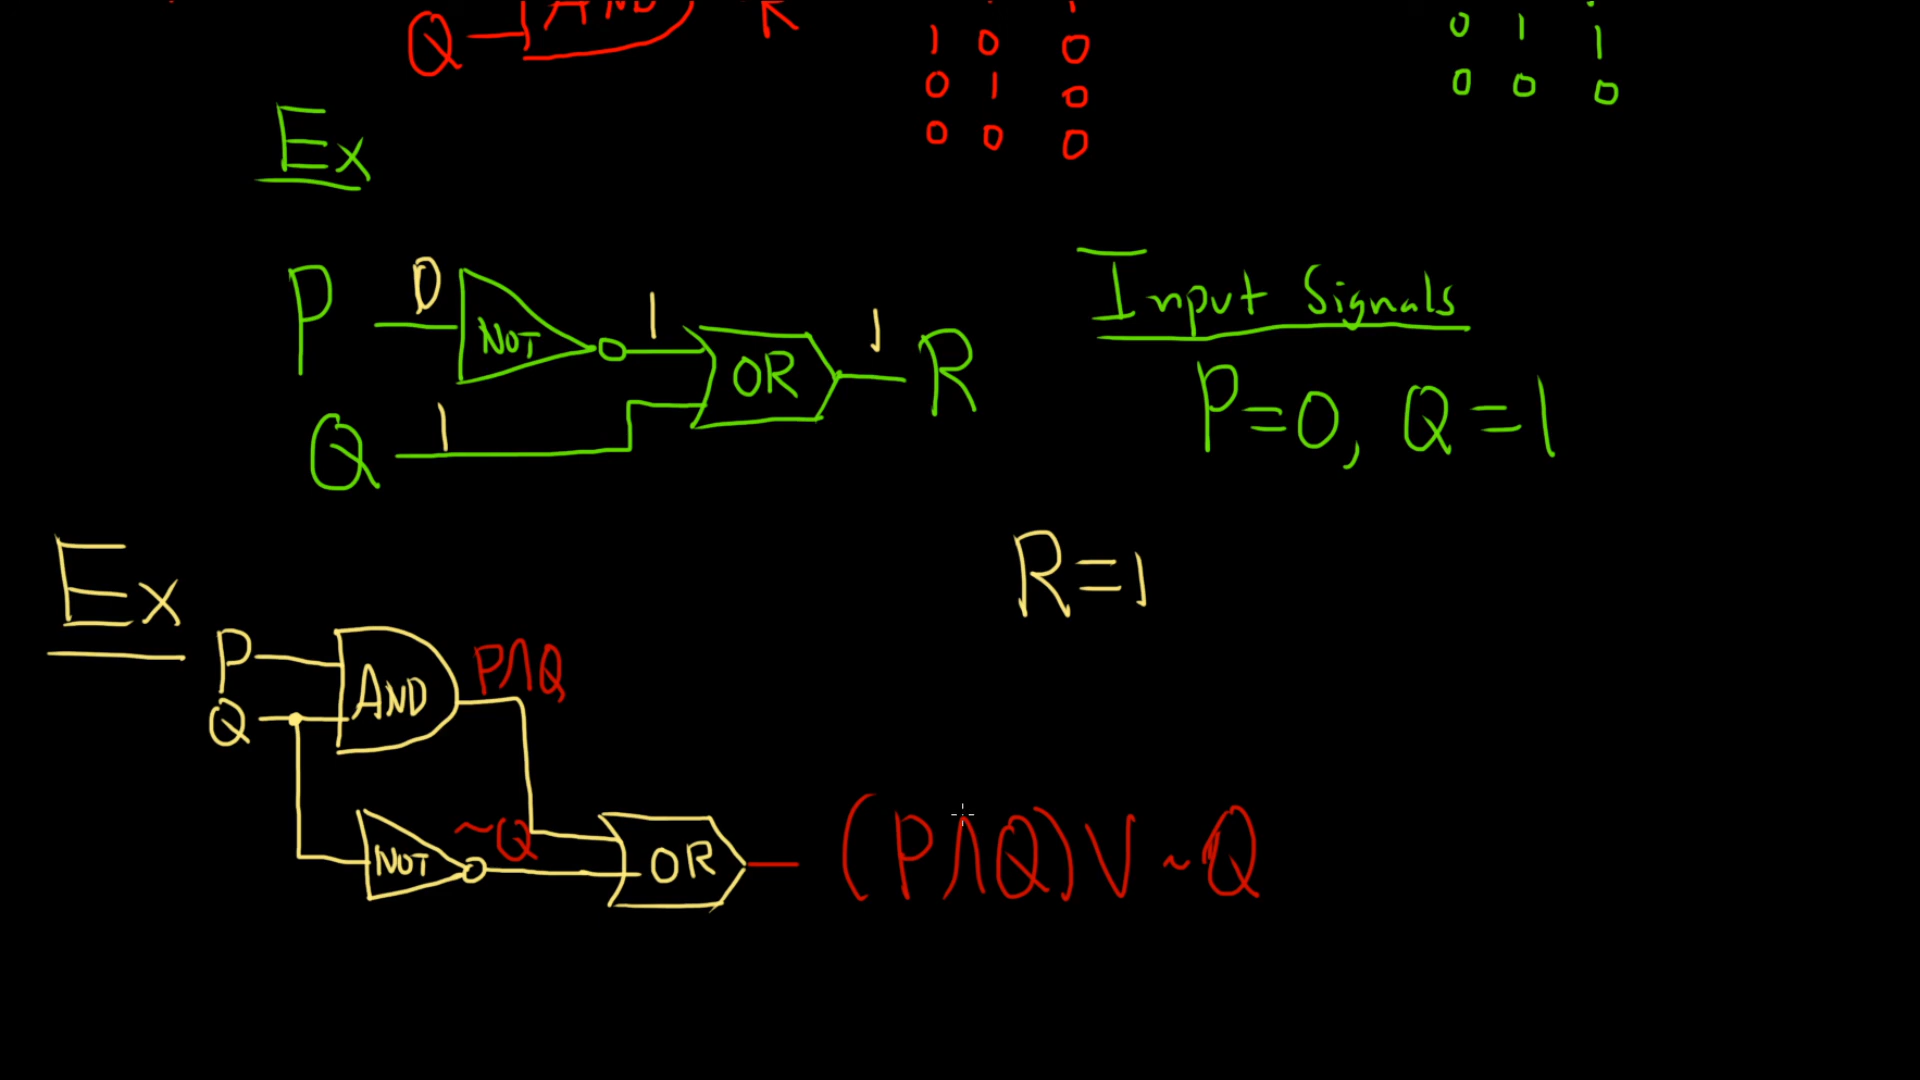 Q AND R
1 0 0
0 1 0
0 0 0
0 1 1
0 0 0
Ex
P 0 NOT 1
Q 1
OR 1 R
Input Signals
P=0, Q=1
R=1
Ex
P
Q
AND P∧Q
NOT ~Q
OR (P∧Q)∨~Q